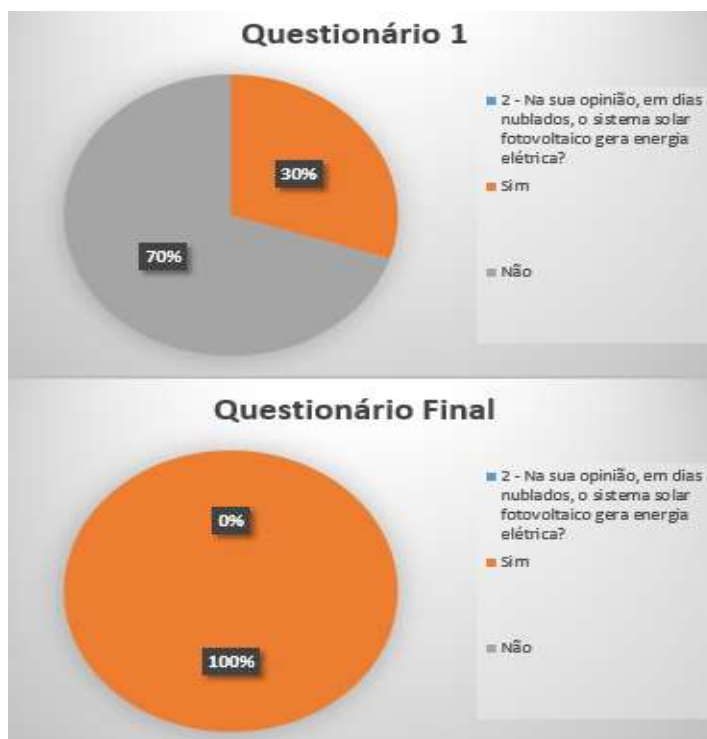 Questionário 1
2 - Na sua opinião, em dias
nublados, o sistema solar
fotovoltaico gera energia
elétrica?
Sim
Não
30%
70%
Questionário Final
2 - Na sua opinião, em dias
nublados, o sistema solar
fotovoltaico gera energia
elétrica?
Sim
Não
0%
100%